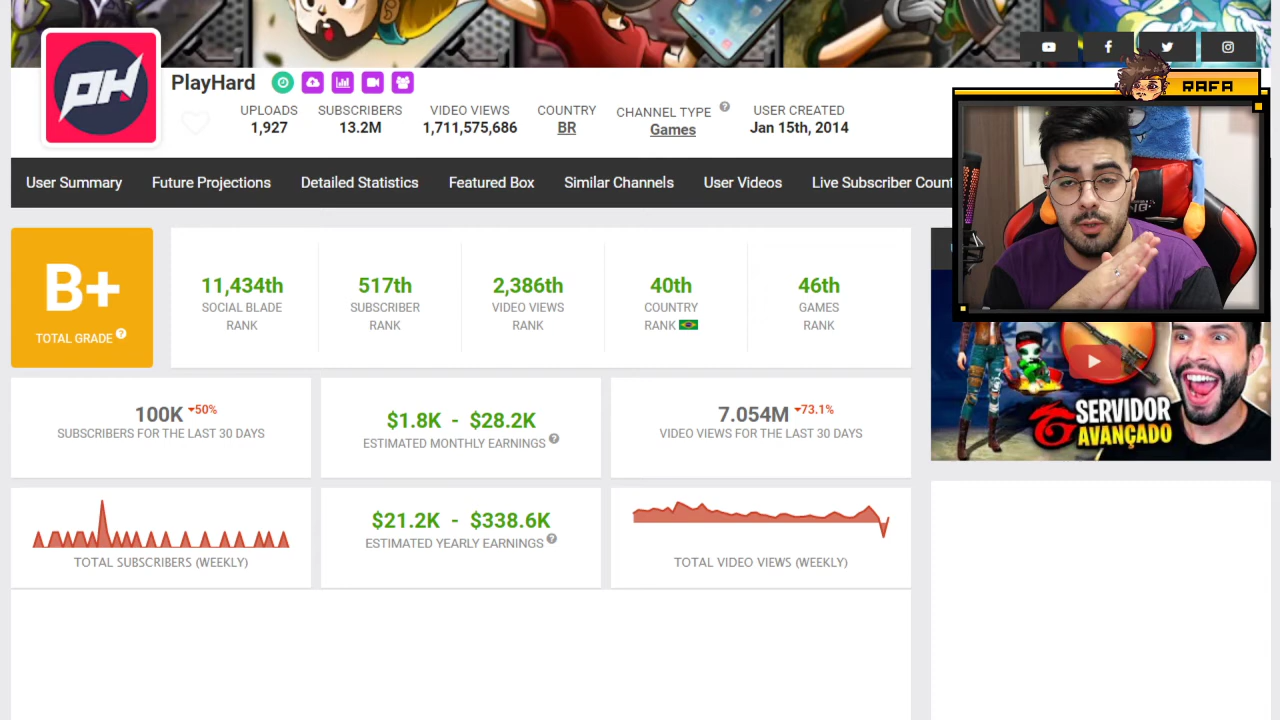 PH
PlayHard
UPLOADS
1,927
SUBSCRIBERS
13.2M
VIDEO VIEWS
1,711,575,686
COUNTRY
BR
CHANNEL TYPE ?
Games
USER CREATED
Jan 15th, 2014
RAFA
User Summary
Future Projections
Detailed Statistics
Featured Box
Similar Channels
User Videos
Live Subscriber Count
B+
TOTAL GRADE ?
11,434th
SOCIAL BLADE
RANK
517th
SUBSCRIBER
RANK
2,386th
VIDEO VIEWS
RANK
40th
COUNTRY
RANK
46th
GAMES
RANK
100K 50%
SUBSCRIBERS FOR THE LAST 30 DAYS
$1.8K - $28.2K
ESTIMATED MONTHLY EARNINGS ?
7.054M 73.1%
VIDEO VIEWS FOR THE LAST 30 DAYS
SERVIDOR
AVANÇADO
TOTAL SUBSCRIBERS (WEEKLY)
$21.2K - $338.6K
ESTIMATED YEARLY EARNINGS ?
TOTAL VIDEO VIEWS (WEEKLY)